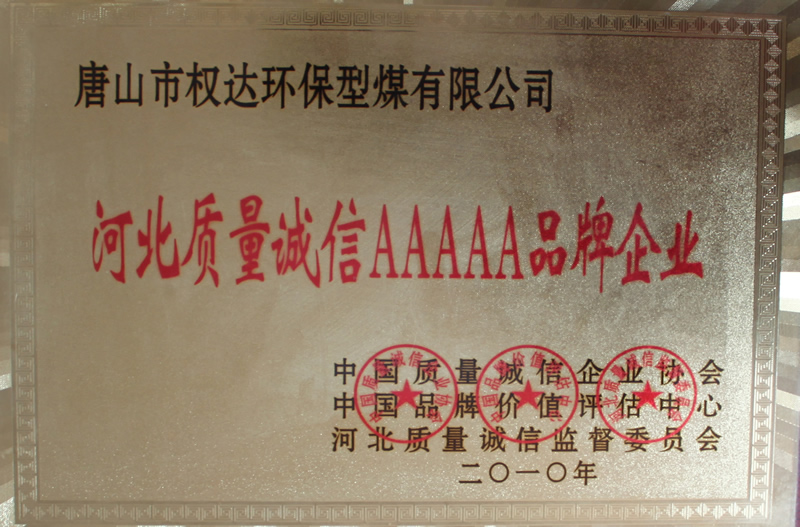 唐山市权达环保型煤有限公司
河北质量诚信AAAAA品牌企业
中国质量诚信企业协会
中国品牌价值评估中心
河北质量诚信监督委员会
二〇一〇年